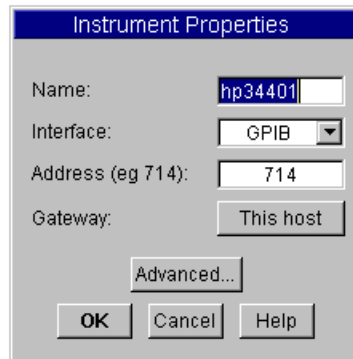 Instrument Properties
Name: hp34401
Interface: GPIB
Address (eg 714): 714
Gateway: This host
Advanced...
OK Cancel Help